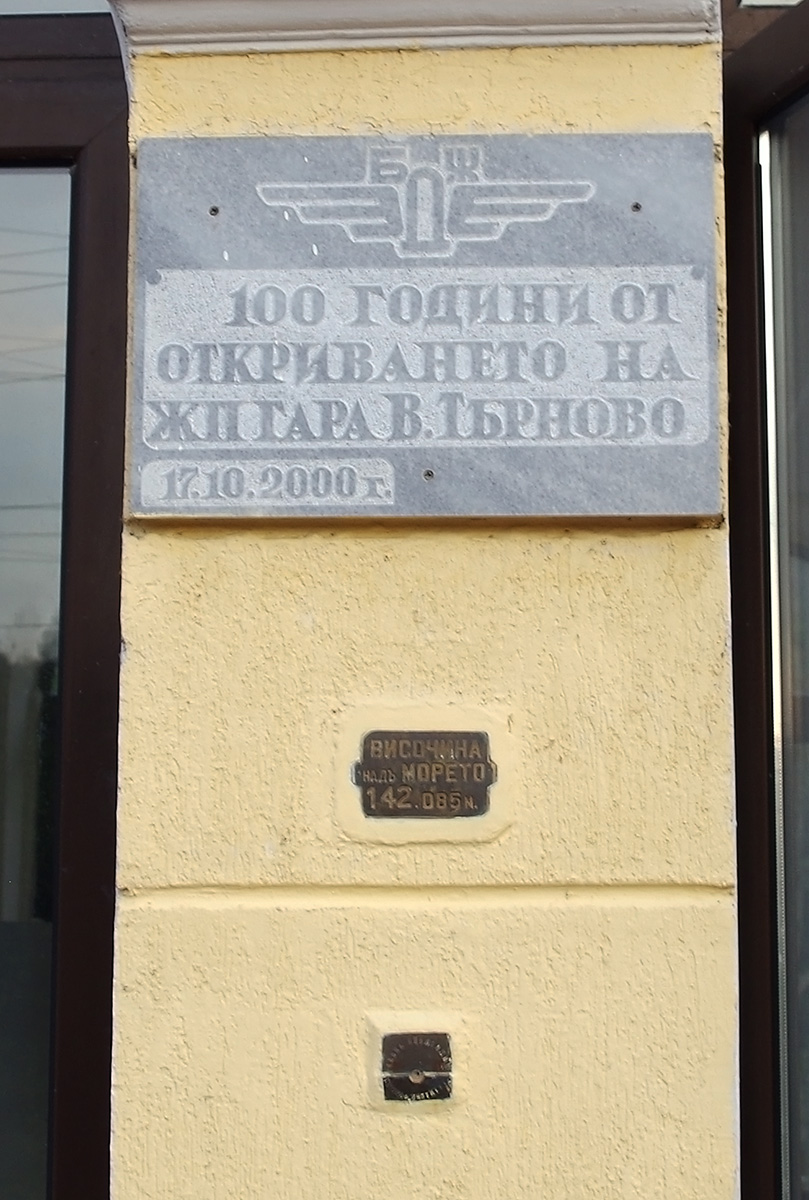 БДЖ
100 ГОДИНИ ОТ
ОТКРИВАНЕТО НА
ЖП ГАРА В. ТЪРНОВО
17.10.2000 г.
ВИСОЧИНА
НАДЪ МОРЕТО
142.085 М.